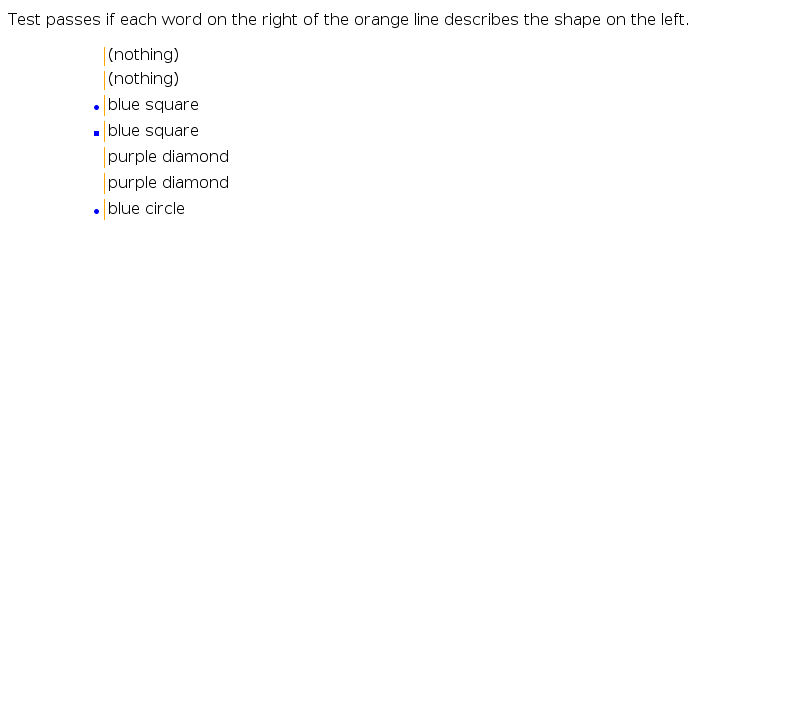 Test passes if each word on the right of the orange line describes the shape on the left.
(nothing)
(nothing)
blue square
blue square
purple diamond
purple diamond
blue circle